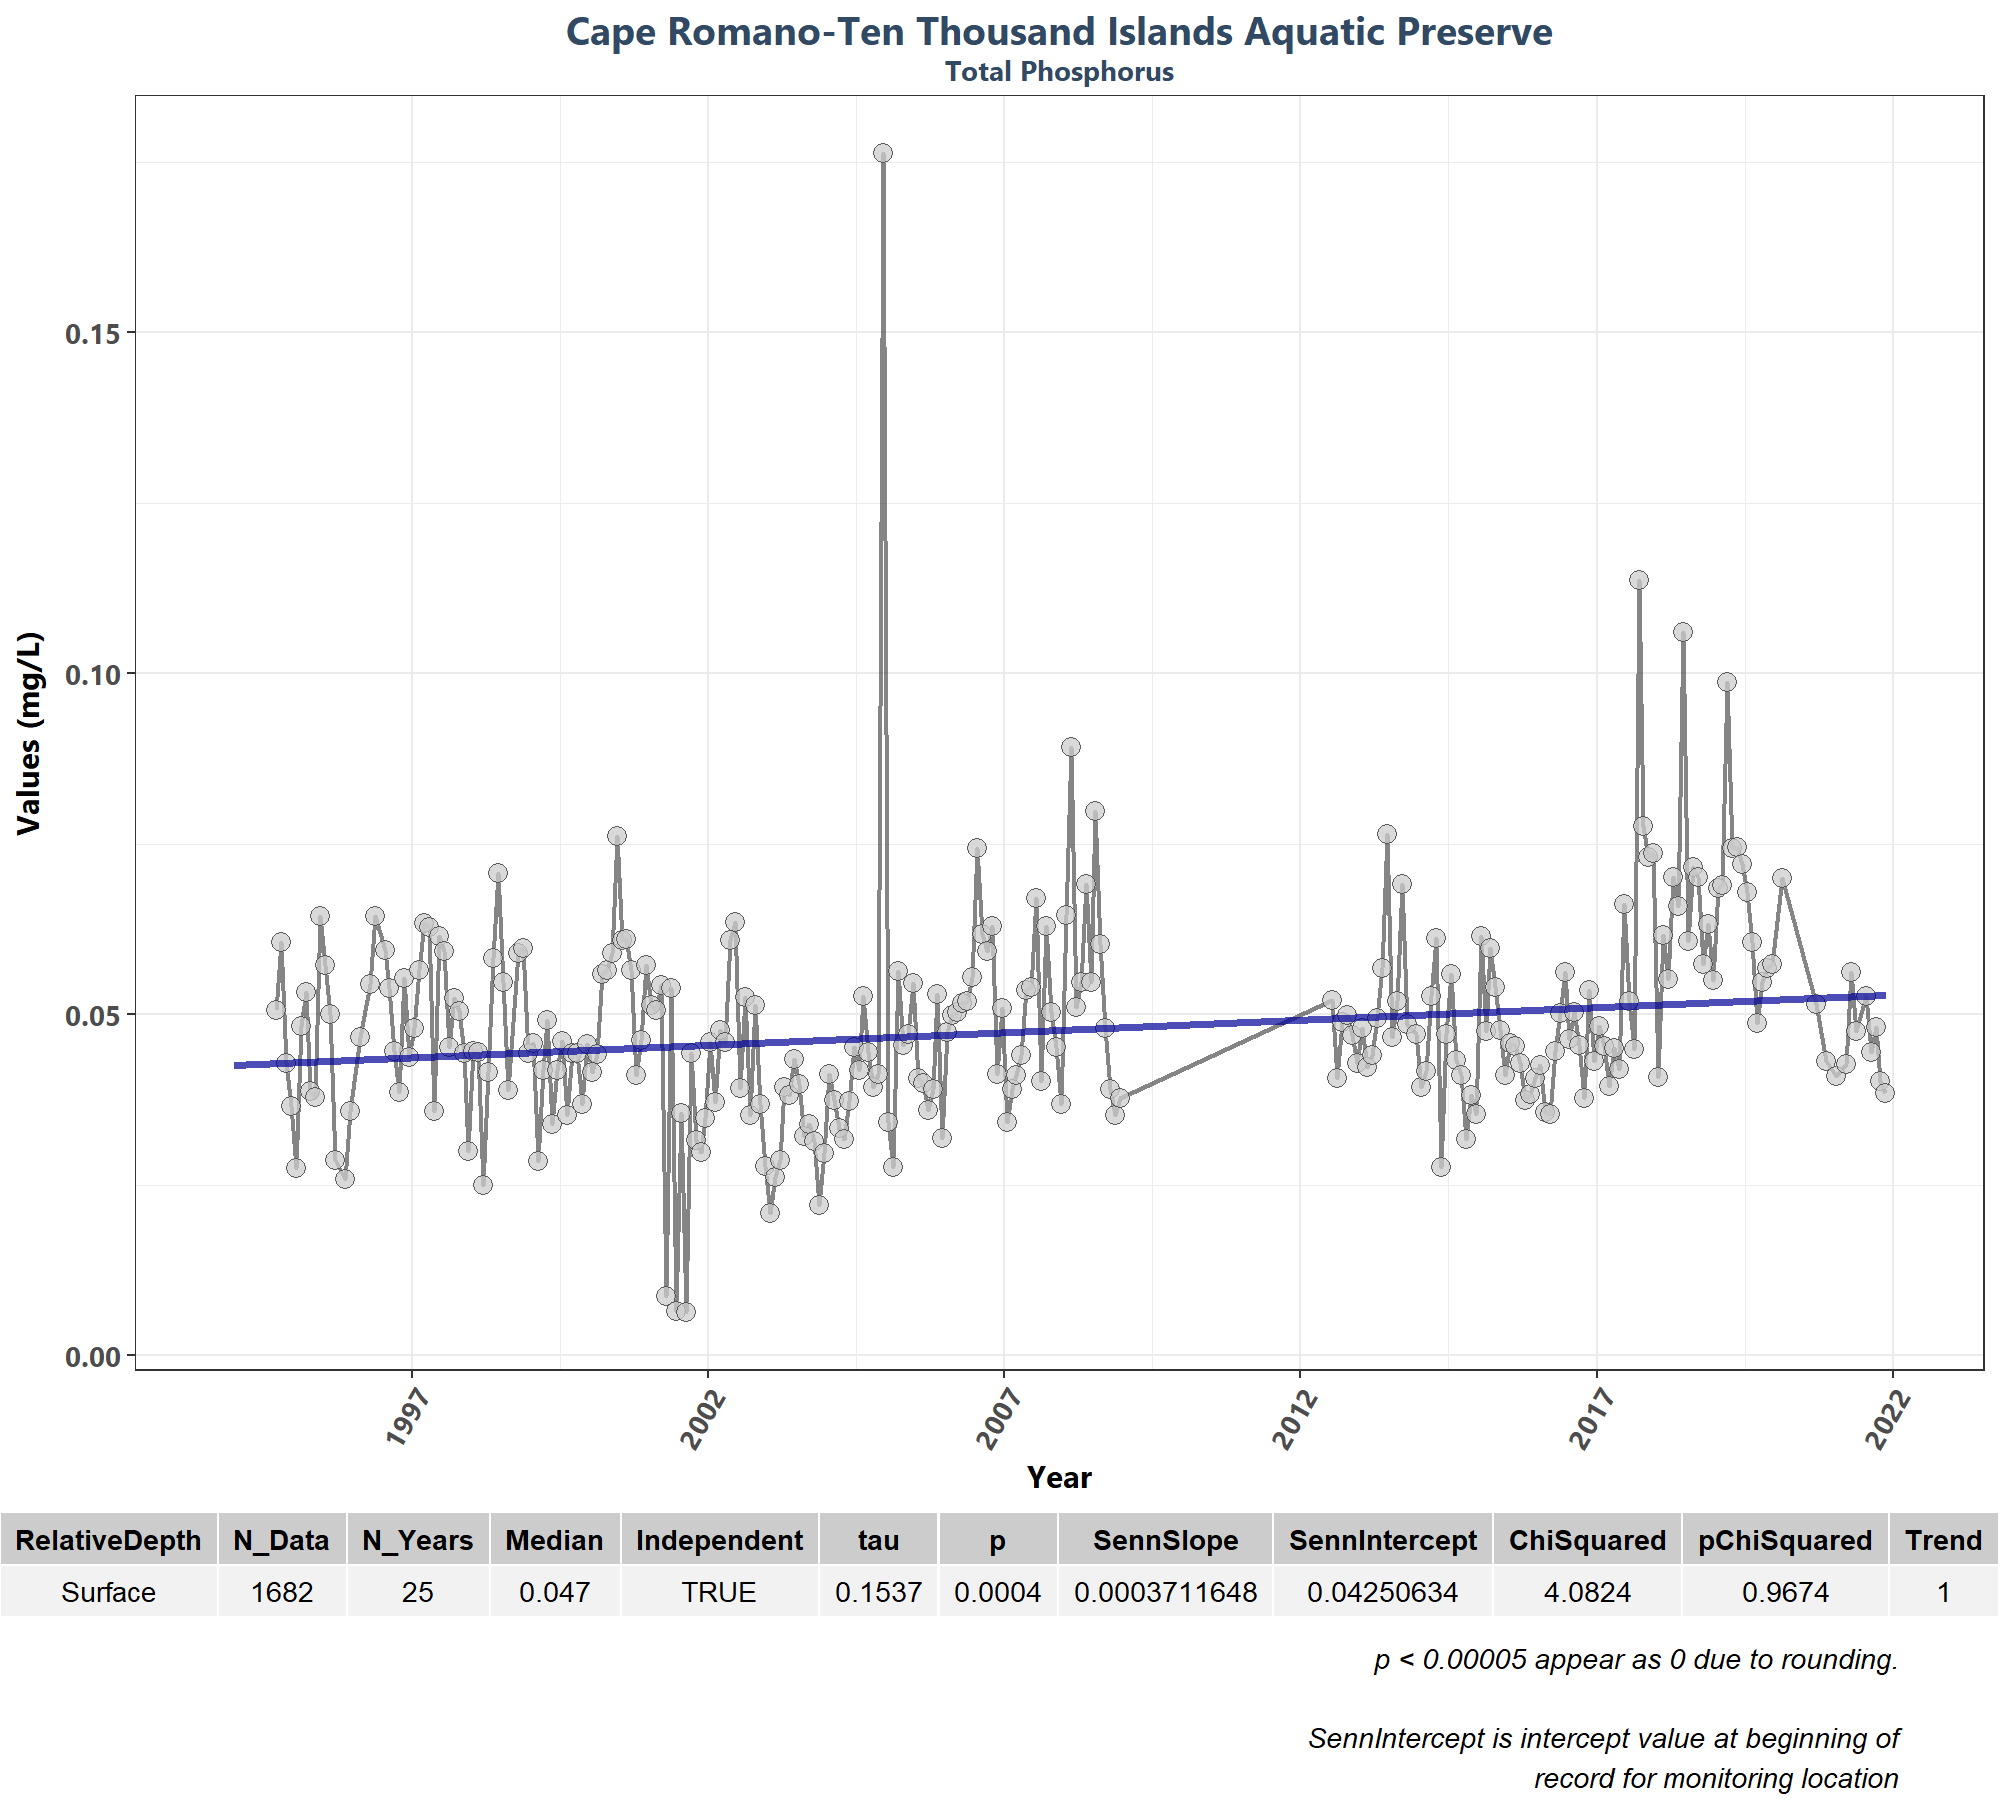 Cape Romano-Ten Thousand Islands Aquatic Preserve
Total Phosphorus
Values (mg/L)
0.15
0.10
0.05
0.00
1997 2002 2007 2012 2017 2022
Year
RelativeDepth N_Data N_Years Median Independent tau p SennSlope SennIntercept ChiSquared pChiSquared Trend
Surface 1682 25 0.047 TRUE 0.1537 0.0004 0.0003711648 0.04250634 4.0824 0.9674 1
p < 0.00005 appear as 0 due to rounding.
SennIntercept is intercept value at beginning of
record for monitoring location